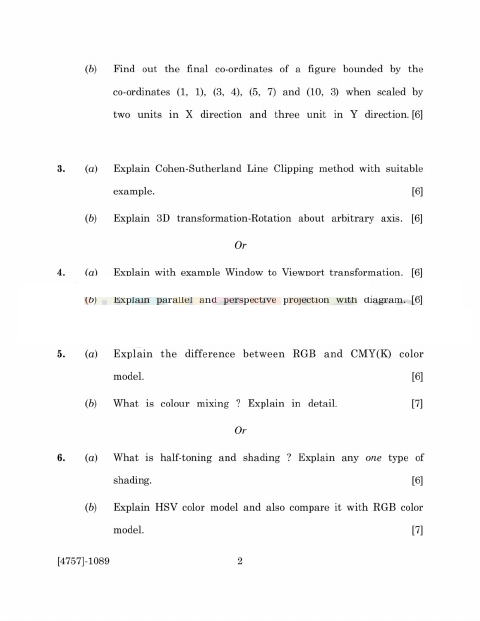 (b) Find out the final co-ordinates of a figure bounded by the
co-ordinates (1, 1), (3, 4), (5, 7) and (10, 3) when scaled by
two units in X direction and three unit in Y direction. [6]
3. (a) Explain Cohen-Sutherland Line Clipping method with suitable
example. [6]
(b) Explain 3D transformation-Rotation about arbitrary axis. [6]
Or
4. (a) Explain with example Window to Viewport transformation. [6]
(b) Explain parallel and perspective projection with diagram. [6]
5. (a) Explain the difference between RGB and CMY(K) color
model. [6]
(b) What is colour mixing ? Explain in detail. [7]
Or
6. (a) What is half-toning and shading ? Explain any one type of
shading. [6]
(b) Explain HSV color model and also compare it with RGB color
model. [7]
[4757]-1089 2